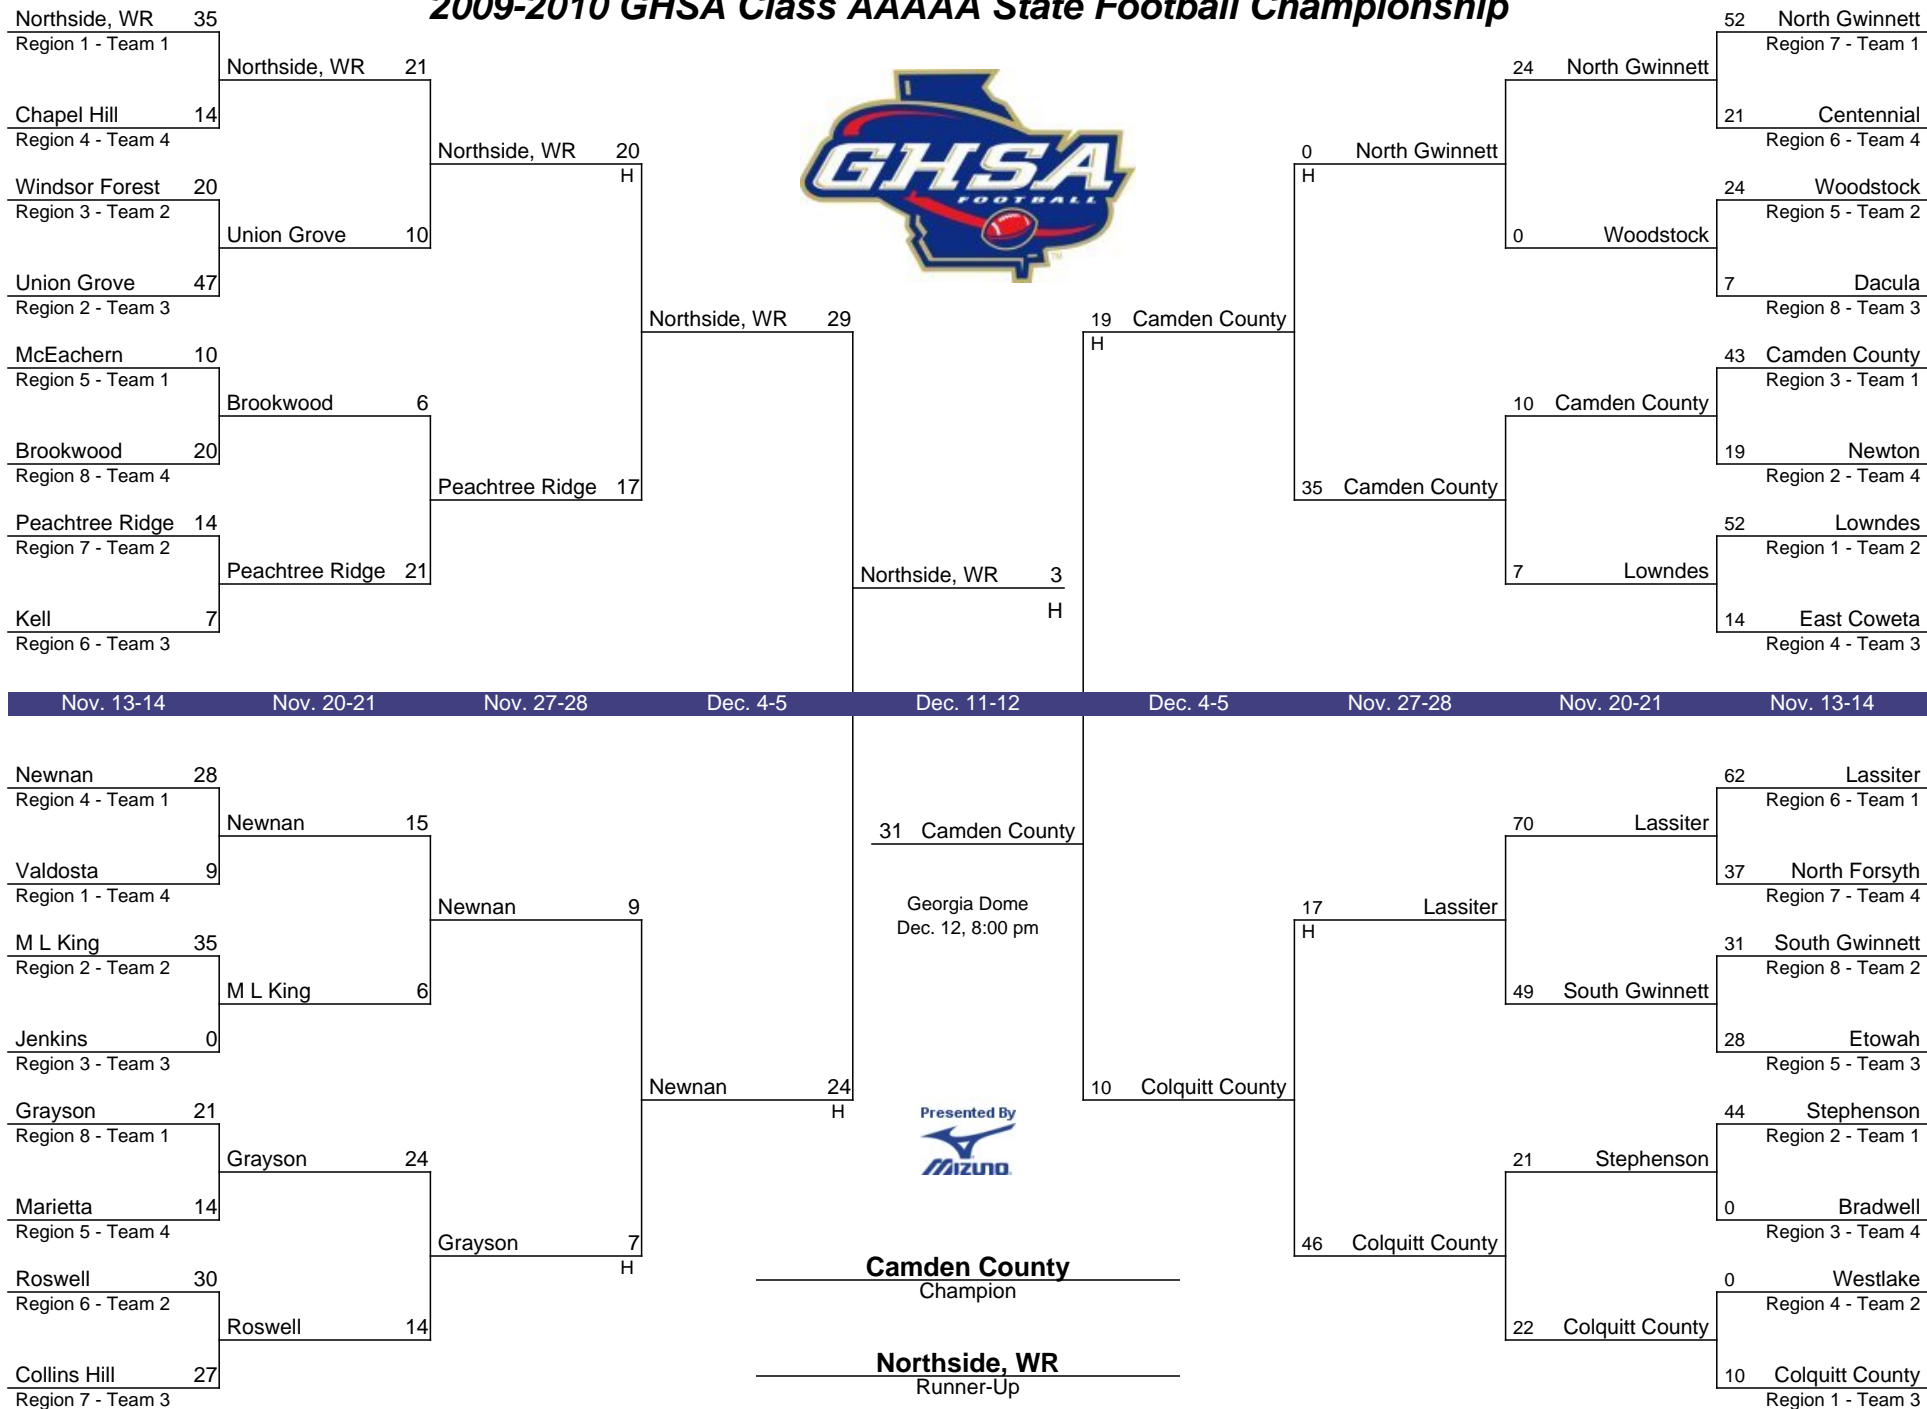 2009-2010 GHSA Class AAAAA State Football Championship
Northside, WR 35
Region 1 - Team 1
Chapel Hill 14
Region 4 - Team 4
Windsor Forest 20
Region 3 - Team 2
Union Grove 47
Region 2 - Team 3
McEachern 10
Region 5 - Team 1
Brookwood 20
Region 8 - Team 4
Peachtree Ridge 14
Region 7 - Team 2
Kell 7
Region 6 - Team 3
Northside, WR 21
Union Grove 10
Brookwood 6
Peachtree Ridge 21
Northside, WR 20
H
Peachtree Ridge 17
Northside, WR 29
Northside, WR 3
H
GHSA
FOOTBALL
TM
19 Camden County
H
0 North Gwinnett
H
35 Camden County
24 North Gwinnett
0 Woodstock
10 Camden County
7 Lowndes
52 North Gwinnett
Region 7 - Team 1
21 Centennial
Region 6 - Team 4
24 Woodstock
Region 5 - Team 2
7 Dacula
Region 8 - Team 3
43 Camden County
Region 3 - Team 1
19 Newton
Region 2 - Team 4
52 Lowndes
Region 1 - Team 2
14 East Coweta
Region 4 - Team 3
Nov. 13-14 Nov. 20-21 Nov. 27-28 Dec. 4-5 Dec. 11-12 Dec. 4-5 Nov. 27-28 Nov. 20-21 Nov. 13-14
Newnan 28
Region 4 - Team 1
Valdosta 9
Region 1 - Team 4
M L King 35
Region 2 - Team 2
Jenkins 0
Region 3 - Team 3
Grayson 21
Region 8 - Team 1
Marietta 14
Region 5 - Team 4
Roswell 30
Region 6 - Team 2
Collins Hill 27
Region 7 - Team 3
Newnan 15
M L King 6
Grayson 24
Roswell 14
Newnan 9
Grayson 7
H
Newnan 24
H
31 Camden County
Georgia Dome
Dec. 12, 8:00 pm
Presented By
MIZUNO
Camden County
Champion
Northside, WR
Runner-Up
10 Colquitt County
17 Lassiter
H
46 Colquitt County
70 Lassiter
49 South Gwinnett
21 Stephenson
22 Colquitt County
62 Lassiter
Region 6 - Team 1
37 North Forsyth
Region 7 - Team 4
31 South Gwinnett
Region 8 - Team 2
28 Etowah
Region 5 - Team 3
44 Stephenson
Region 2 - Team 1
0 Bradwell
Region 3 - Team 4
0 Westlake
Region 4 - Team 2
10 Colquitt County
Region 1 - Team 3